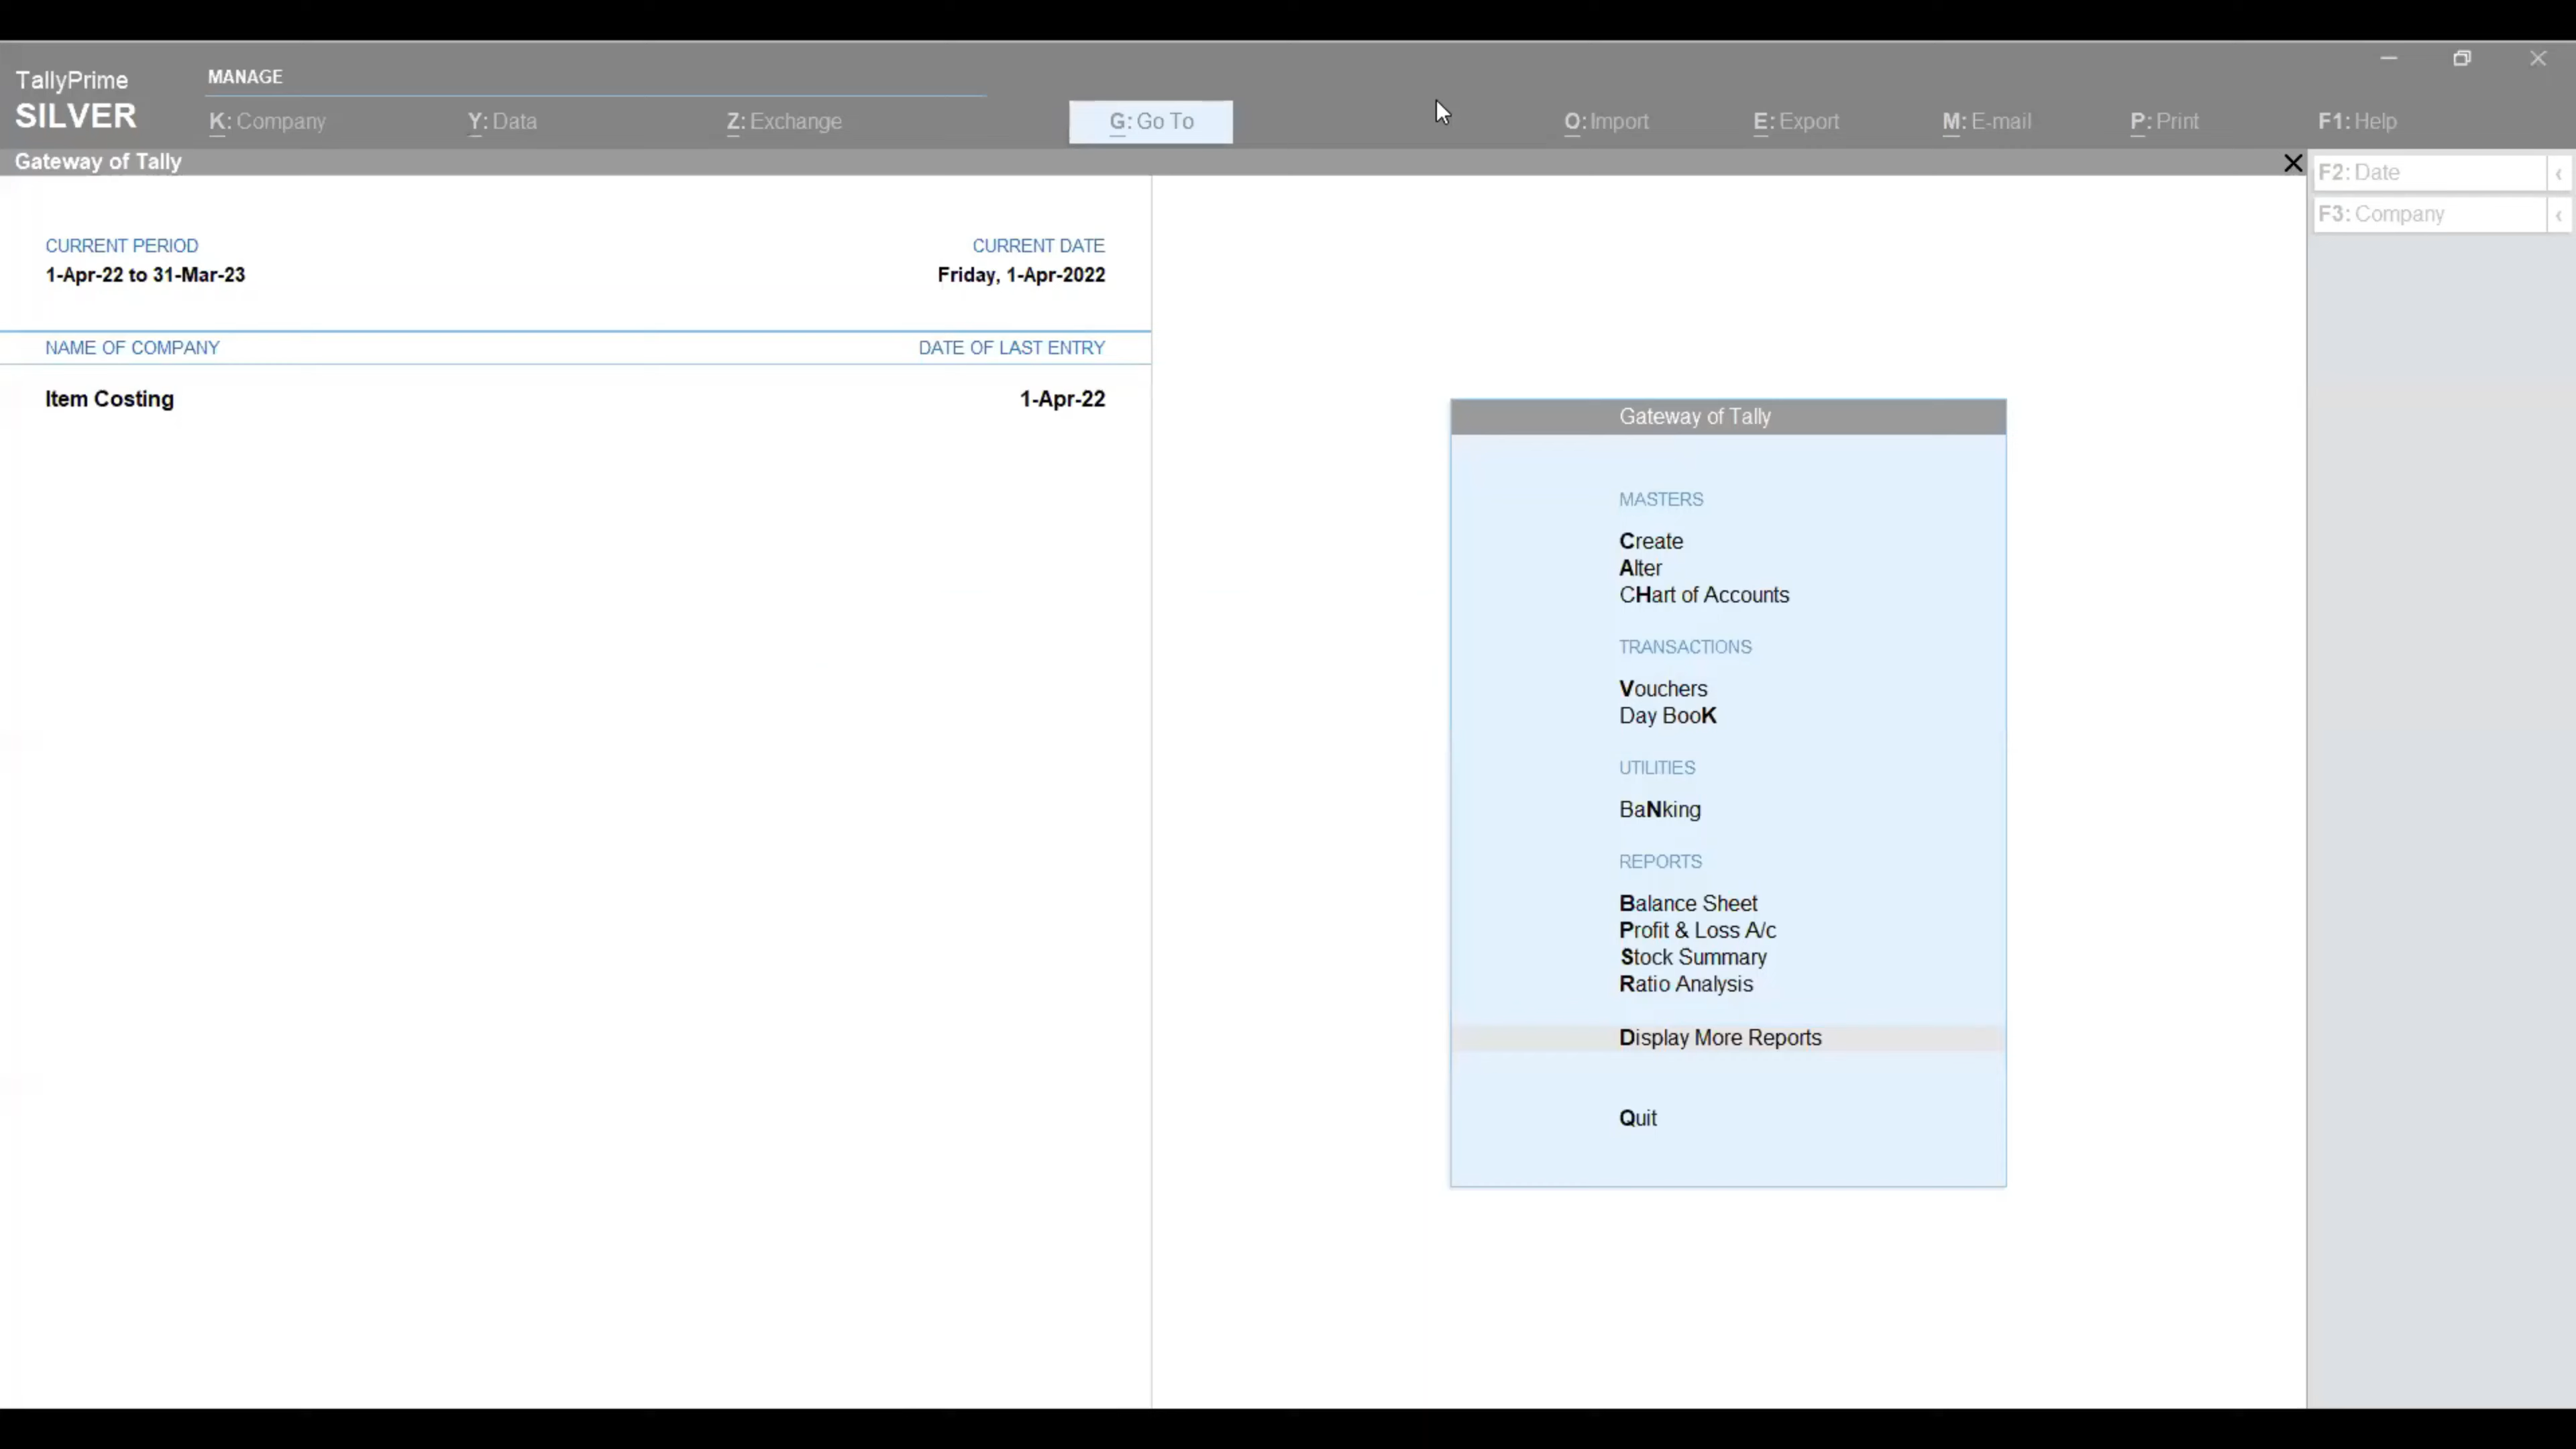 TallyPrime
SILVER
MANAGE
K: Company
Y: Data
Z: Exchange
G: Go To
O: Import
E: Export
M: E-mail
P: Print
F1: Help
Gateway of Tally
F2: Date
F3: Company
CURRENT PERIOD
CURRENT DATE
1-Apr-22 to 31-Mar-23
Friday, 1-Apr-2022
NAME OF COMPANY
DATE OF LAST ENTRY
Item Costing
1-Apr-22
Gateway of Tally
MASTERS
Create
Alter
CHart of Accounts
TRANSACTIONS
Vouchers
Day BooK
UTILITIES
BaNking
REPORTS
Balance Sheet
Profit & Loss A/c
Stock Summary
Ratio Analysis
Display More Reports
Quit